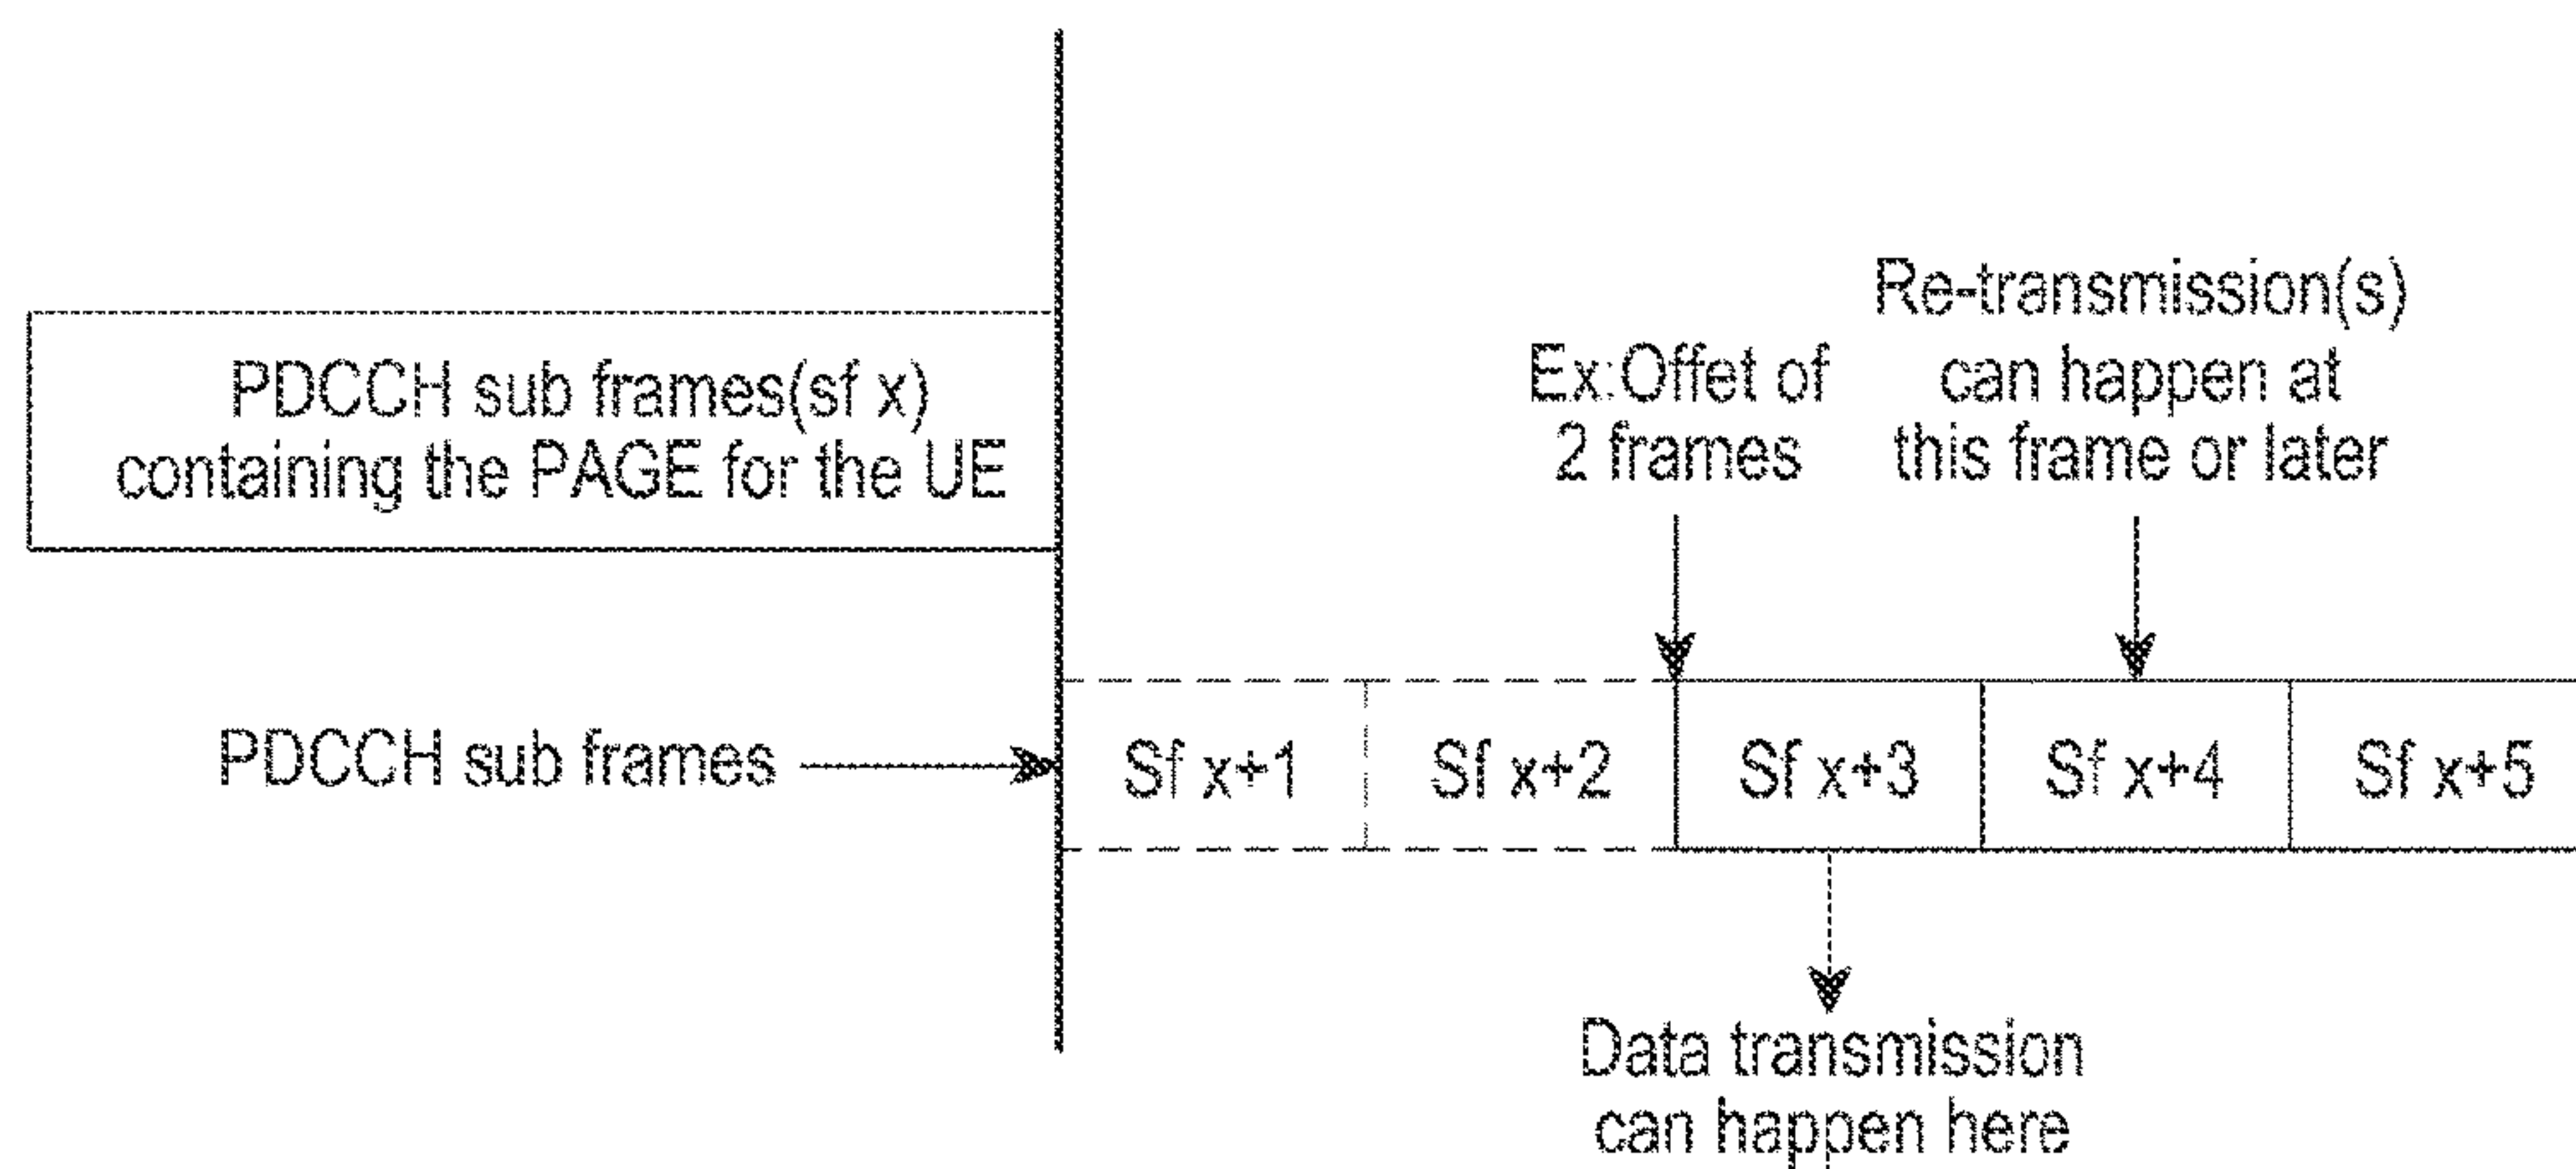 PDCCH sub frames(sf x)
containing the PAGE for the UE
Ex:Offet of
2 frames
Re-transmission(s)
can happen at
this frame or later
PDCCH sub frames
Sf x+1
Sf x+2
Sf x+3
Sf x+4
Sf x+5
Data transmission
can happen here